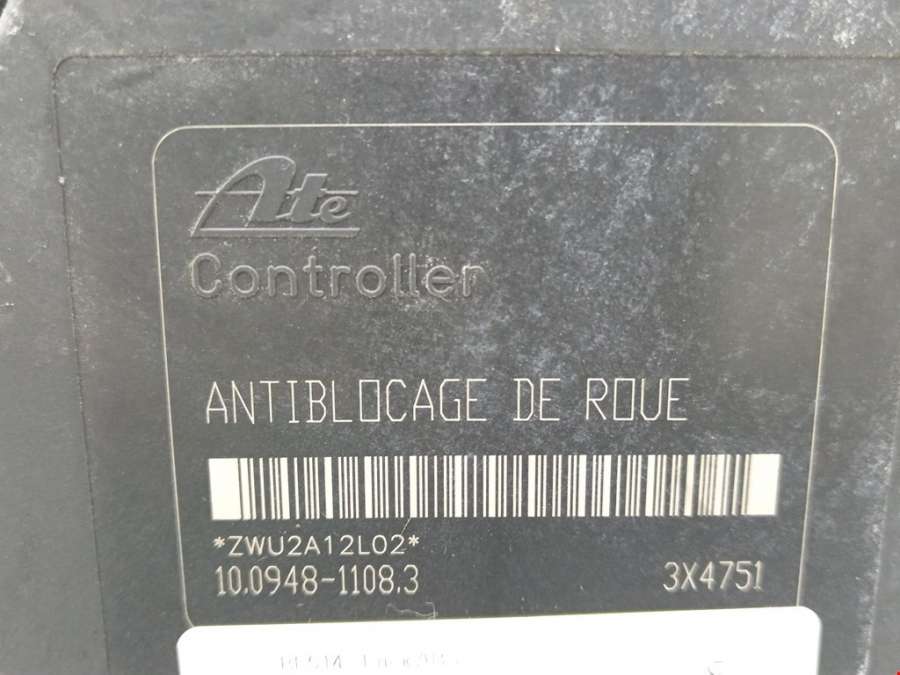 Ate
Controller
ANTIBLOCAGE DE ROUE
*ZWU2A12L02*
10.0948-1108.3 3X4751